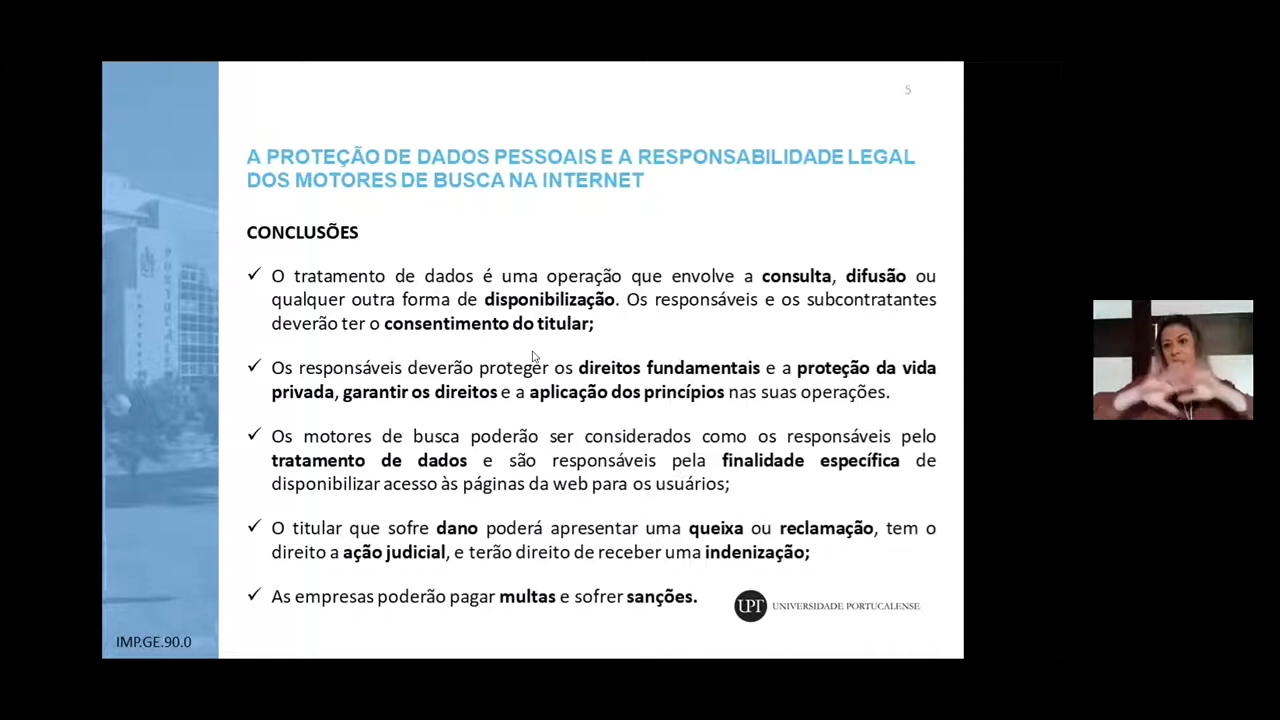 5
A PROTEÇÃO DE DADOS PESSOAIS E A RESPONSABILIDADE LEGAL
DOS MOTORES DE BUSCA NA INTERNET
CONCLUSÕES
✓ O tratamento de dados é uma operação que envolve a consulta, difusão ou
qualquer outra forma de disponibilização. Os responsáveis e os subcontratantes
deverão ter o consentimento do titular;
✓ Os responsáveis deverão proteger os direitos fundamentais e a proteção da vida
privada, garantir os direitos e a aplicação dos princípios nas suas operações.
✓ Os motores de busca poderão ser considerados como os responsáveis pelo
tratamento de dados e são responsáveis pela finalidade específica de
disponibilizar acesso às páginas da web para os usuários;
✓ O titular que sofre dano poderá apresentar uma queixa ou reclamação, tem o
direito a ação judicial, e terão direito de receber uma indenização;
✓ As empresas poderão pagar multas e sofrer sanções.
UPT UNIVERSIDADE PORTUCALENSE
IMP.GE.90.0